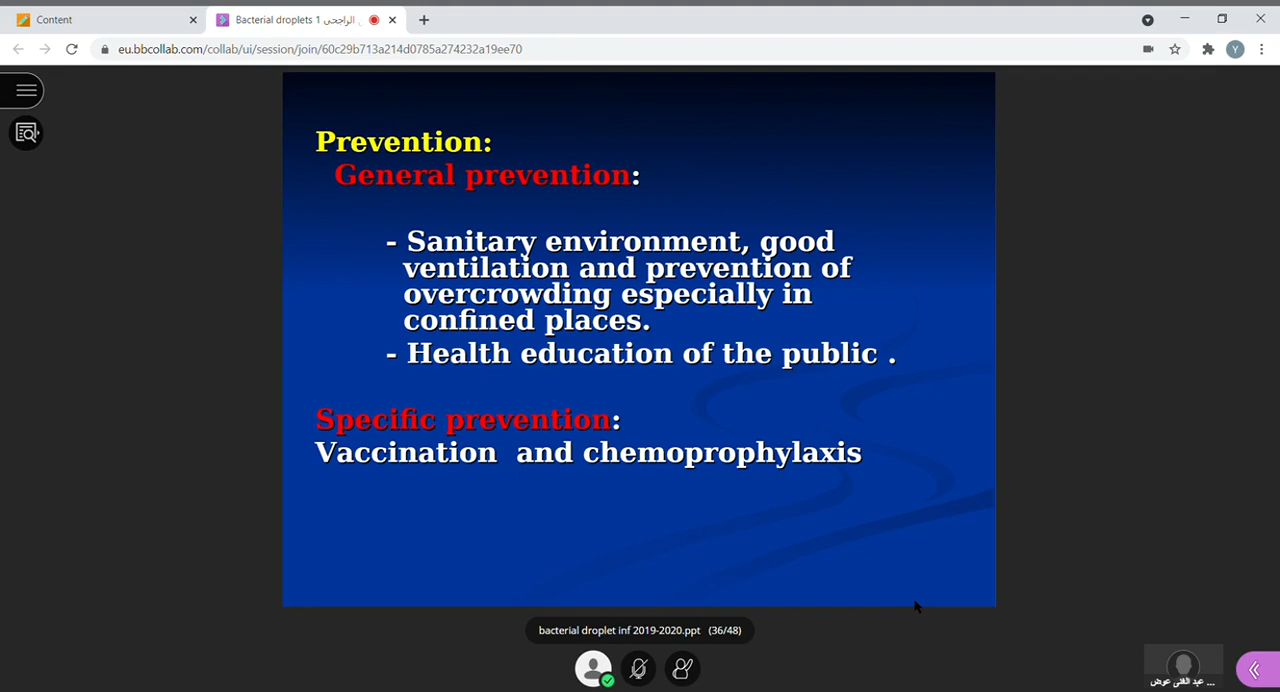 Content
Bacterial droplets 1 الراجحى
eu.bbcollab.com/collab/ui/session/join/60c29b713a214d0785a274232a19ee70
Y
Prevention:
General prevention:
- Sanitary environment, good
ventilation and prevention of
overcrowding especially in
confined places.
- Health education of the public .
Specific prevention:
Vaccination and chemoprophylaxis
bacterial droplet inf 2019-2020.ppt (36/48)
عبد الغنى عوض ...